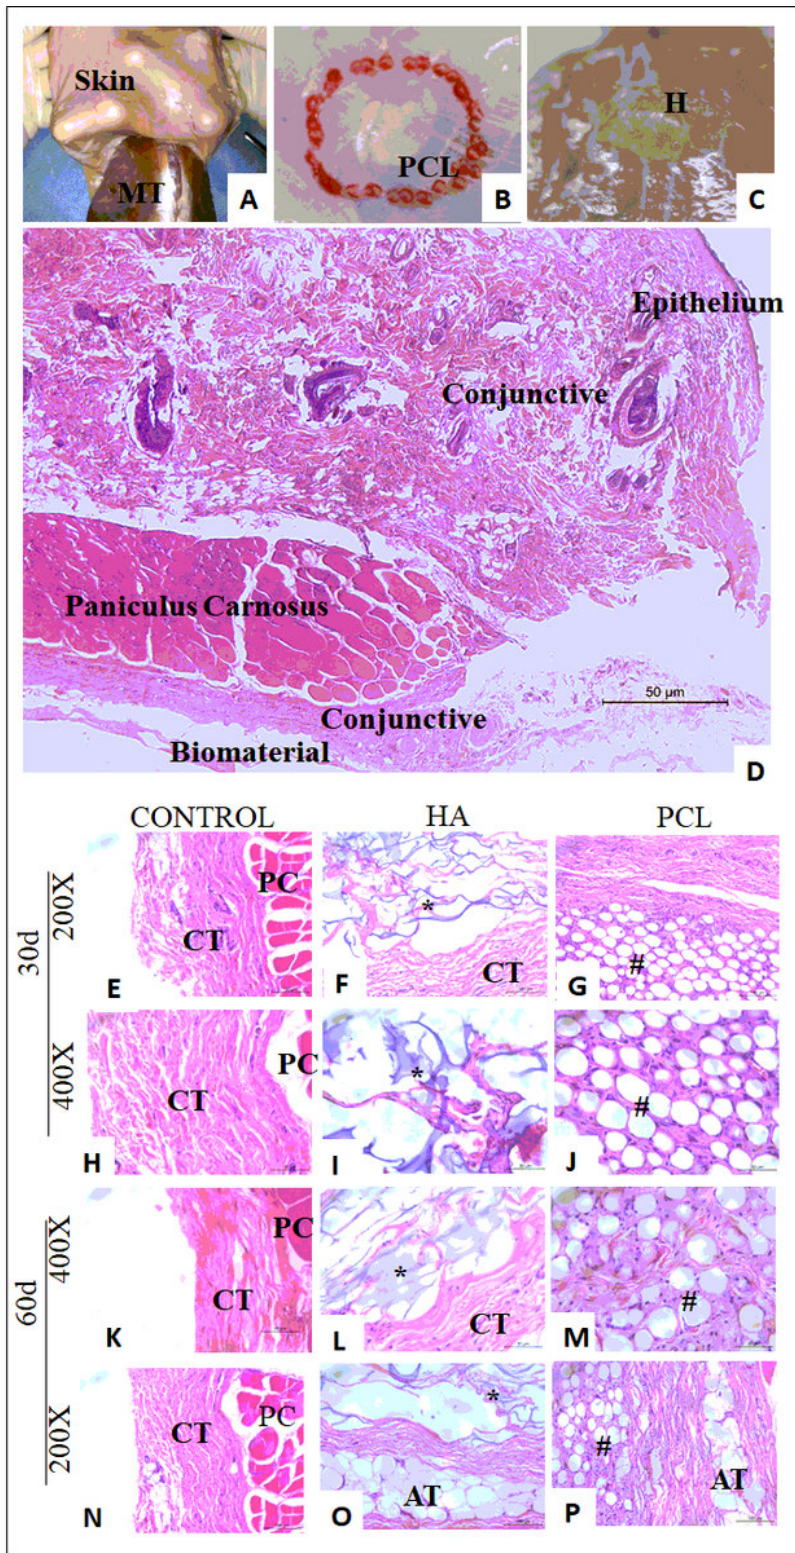 Skin
MT
A
PCL
B
H
C
Epithelium
Conjunctive
Paniculus Carnosus
50 µm
Conjunctive
Biomaterial
D
CONTROL
HA
PCL
30d
200X
PC
CT
E
*
CT
F
#
G
400X
PC
CT
H
*
I
#
J
60d
400X
PC
CT
K
*
CT
L
#
M
200X
PC
CT
N
*
AT
O
#
AT
P